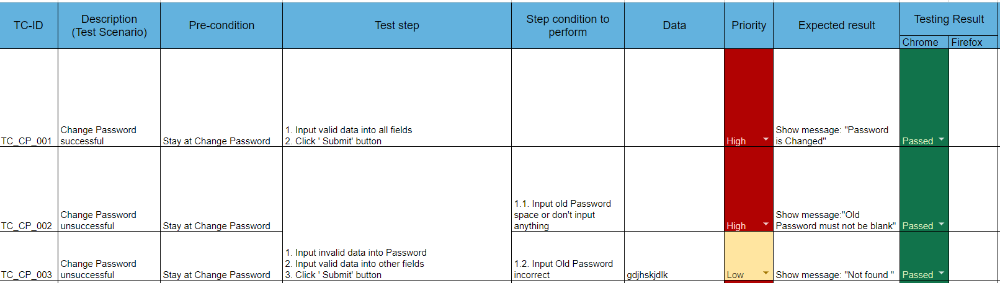 TC-ID
Description
(Test Scenario)
Pre-condition
Test step
Step condition to
perform
Data
Priority
Expected result
Testing Result
Chrome
Firefox
TC_CP_001
Change Password
successful
Stay at Change Password
1. Input valid data into all fields
2. Click ' Submit' button
High
Show message: "Password
is Changed"
Passed
TC_CP_002
Change Password
unsuccessful
Stay at Change Password
1.1. Input old Password
space or don't input
anything
High
Show message:"Old
Password must not be blank"
Passed
TC_CP_003
Change Password
unsuccessful
Stay at Change Password
1. Input invalid data into Password
2. Input valid data into other fields
3. Click ' Submit' button
1.2. Input Old Password
incorrect
gdjhskjdlk
Low
Show message: "Not found "
Passed